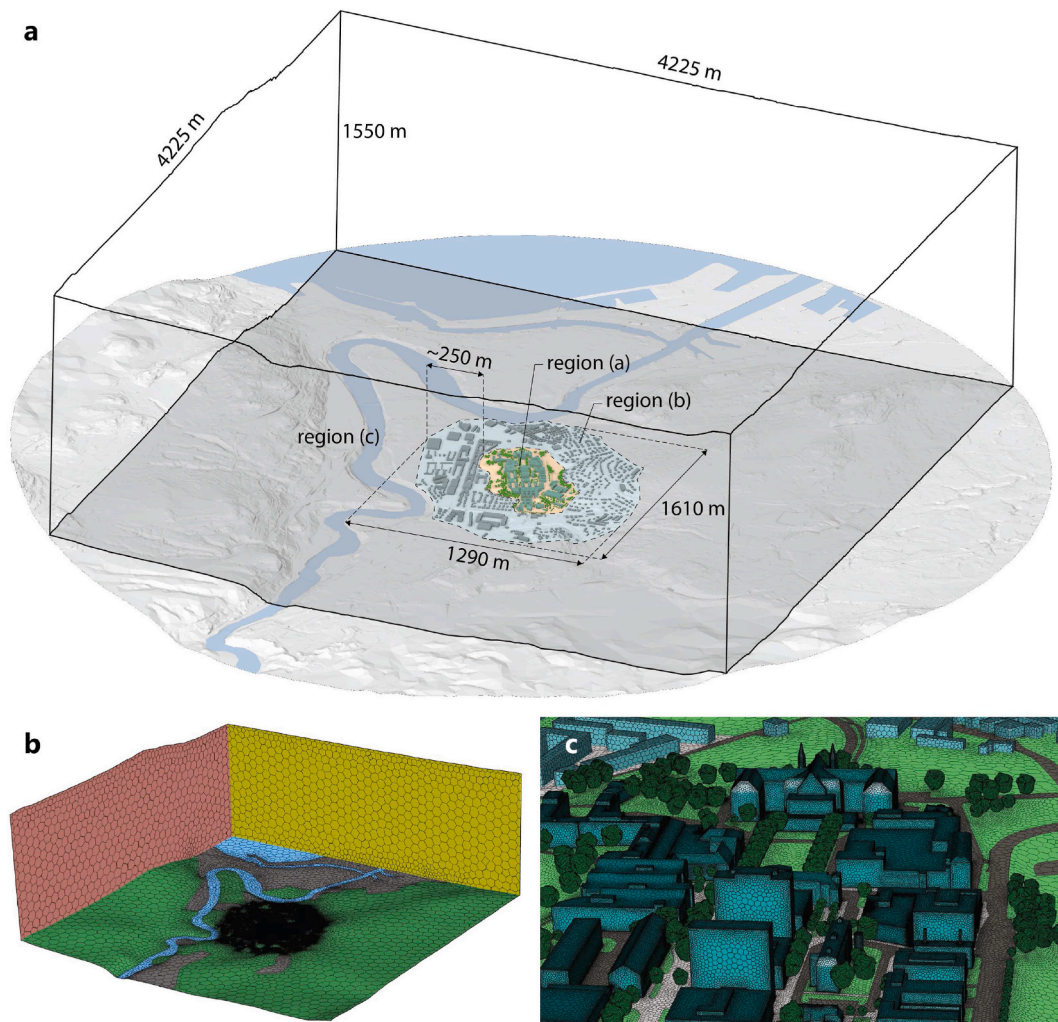 a
4225 m
4225 m
1550 m
~250 m
region (a)
region (b)
region (c)
1610 m
1290 m
b
c